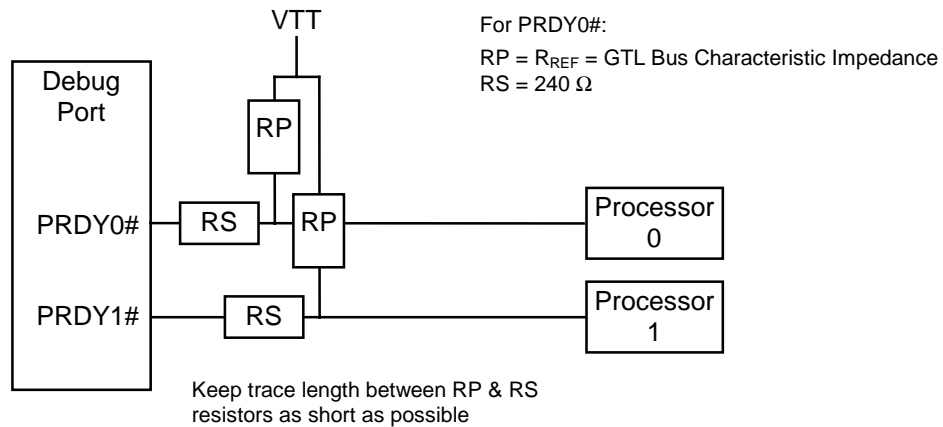 VTT
For PRDY0#:
RP = RREF = GTL Bus Characteristic Impedance
RS = 240 Ω
Debug
Port
RP
PRDY0#
RS
RP
Processor
0
PRDY1#
RS
Processor
1
Keep trace length between RP & RS
resistors as short as possible